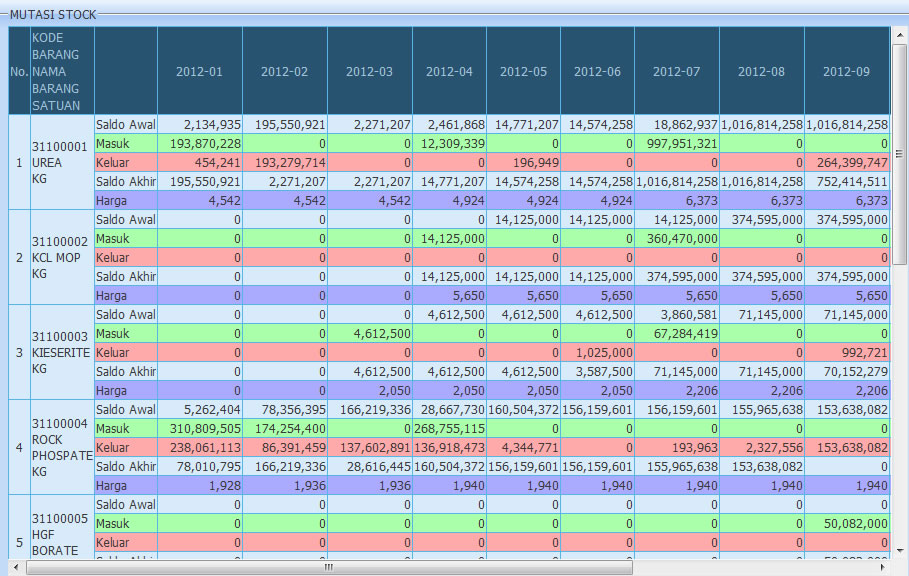 MUTASI STOCK
No. KODE BARANG NAMA BARANG SATUAN 2012-01 2012-02 2012-03 2012-04 2012-05 2012-06 2012-07 2012-08 2012-09
1 31100001 UREA KG
Saldo Awal 2,134,935 195,550,921 2,271,207 2,461,868 14,771,207 14,574,258 18,862,937 1,016,814,258 1,016,814,258
Masuk 193,870,228 0 0 12,309,339 0 0 997,951,321 0 0
Keluar 454,241 193,279,714 0 0 196,949 0 0 0 264,399,747
Saldo Akhir 195,550,921 2,271,207 2,271,207 14,771,207 14,574,258 14,574,258 1,016,814,258 1,016,814,258 752,414,511
Harga 4,542 4,542 4,542 4,924 4,924 4,924 6,373 6,373 6,373
2 31100002 KCL MOP KG
Saldo Awal 0 0 0 0 14,125,000 14,125,000 14,125,000 374,595,000 374,595,000
Masuk 0 0 0 14,125,000 0 0 360,470,000 0 0
Keluar 0 0 0 0 0 0 0 0 0
Saldo Akhir 0 0 0 14,125,000 14,125,000 14,125,000 374,595,000 374,595,000 374,595,000
Harga 0 0 0 5,650 5,650 5,650 5,650 5,650 5,650
3 31100003 KIESERITE KG
Saldo Awal 0 0 0 4,612,500 4,612,500 4,612,500 3,860,581 71,145,000 71,145,000
Masuk 0 0 4,612,500 0 0 0 67,284,419 0 0
Keluar 0 0 0 0 0 1,025,000 0 0 992,721
Saldo Akhir 0 0 4,612,500 4,612,500 4,612,500 3,587,500 71,145,000 71,145,000 70,152,279
Harga 0 0 2,050 2,050 2,050 2,050 2,206 2,206 2,206
4 31100004 ROCK PHOSPATE KG
Saldo Awal 5,262,404 78,356,395 166,219,336 28,667,730 160,504,372 156,159,601 156,159,601 155,965,638 153,638,082
Masuk 310,809,505 174,254,400 0 268,755,115 0 0 0 0 0
Keluar 238,061,113 86,391,459 137,602,891 136,918,473 4,344,771 0 193,963 2,327,556 153,638,082
Saldo Akhir 78,010,795 166,219,336 28,616,445 160,504,372 156,159,601 156,159,601 155,965,638 153,638,082 0
Harga 1,928 1,936 1,936 1,940 1,940 1,940 1,940 1,940 1,940
5 31100005 HGF BORATE
Saldo Awal 0 0 0 0 0 0 0 0 0
Masuk 0 0 0 0 0 0 0 0 50,082,000
Keluar 0 0 0 0 0 0 0 0 0